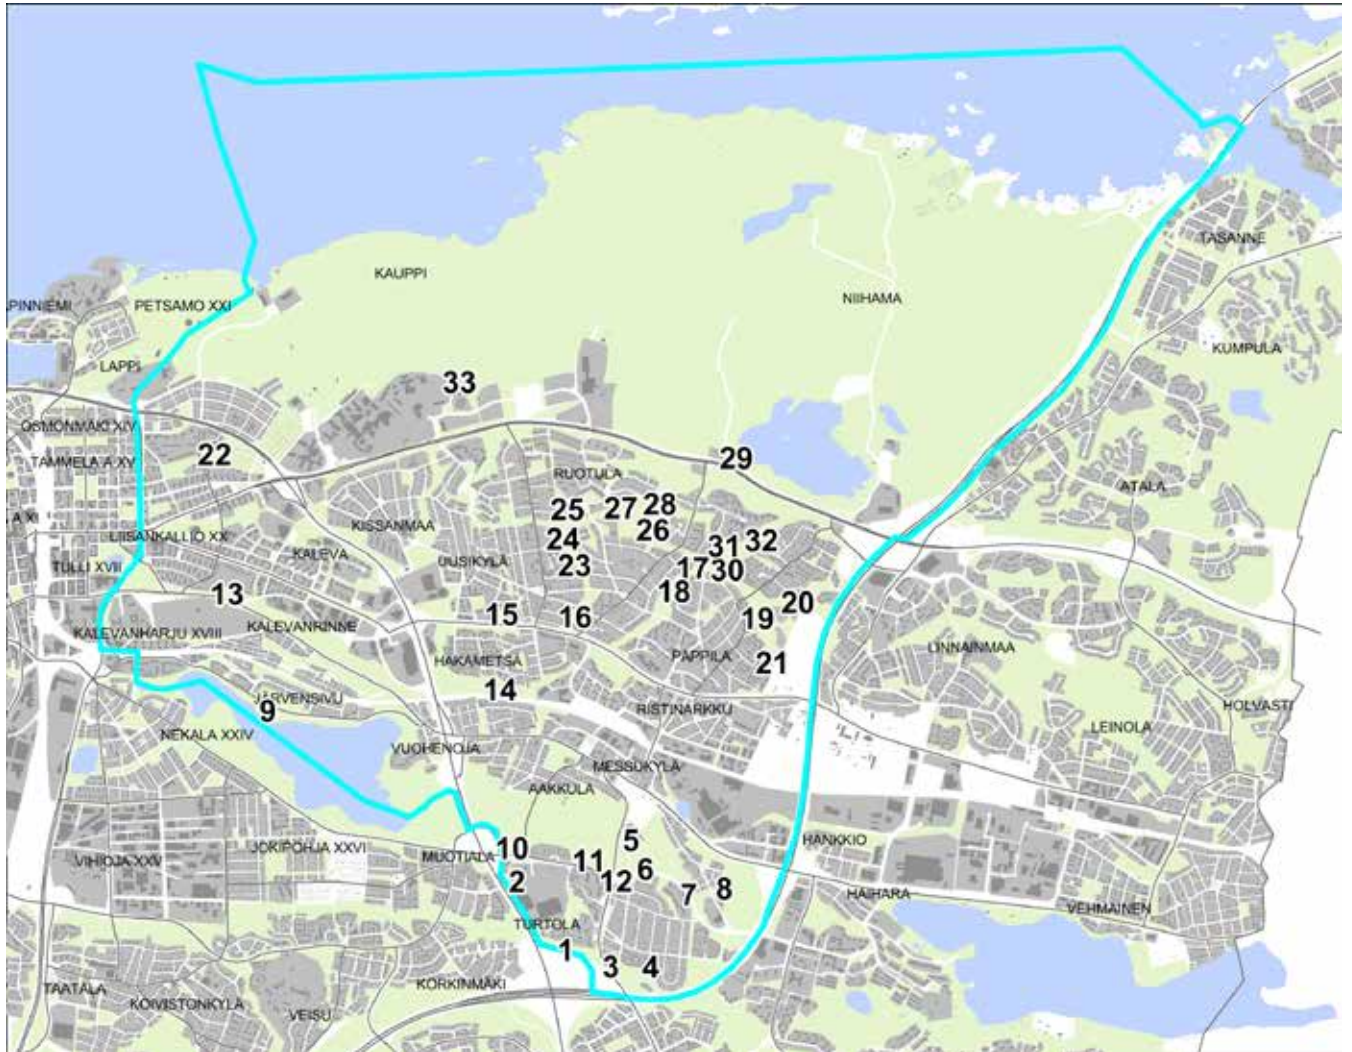 TASANNE
KAUPPI
NIIHAMA
PINNIEMI
PETSAMO XXI
KUMPULA
LAPPI
33
OSMONMÄKI XIV
22
TAMMELA A XV
29
RUOTULA
ATALA
25
27
28
A X
KISSANMAA
26
LIISANKALLIO XX
24
31
32
KALEVA
UUSIKYLÄ
23
17
30
TULLI XVII
18
13
20
15
16
19
KALEVANHARJU XVIII
KALEVANRINNE
LINNAINMAA
HAKAMETSÄ
PAPPILA
21
14
JÄRVENSIVU
9
RISTINARKKU
HOLVASTI
NEKALA XXIV
LEINOLA
VUOHENOJA
MESSUKYLÄ
AAKKULA
5
HANKKIO
10
JOKIPOHJA XXVI
MUOTIALA
VIHIOJA XXV
11
6
2
12
7
8
HAIHARA
VEHMAINEN
TURTOLA
1
3
4
TAATALA
KORKINMÄKI
KOIVISTONKYLÄ
VEISU